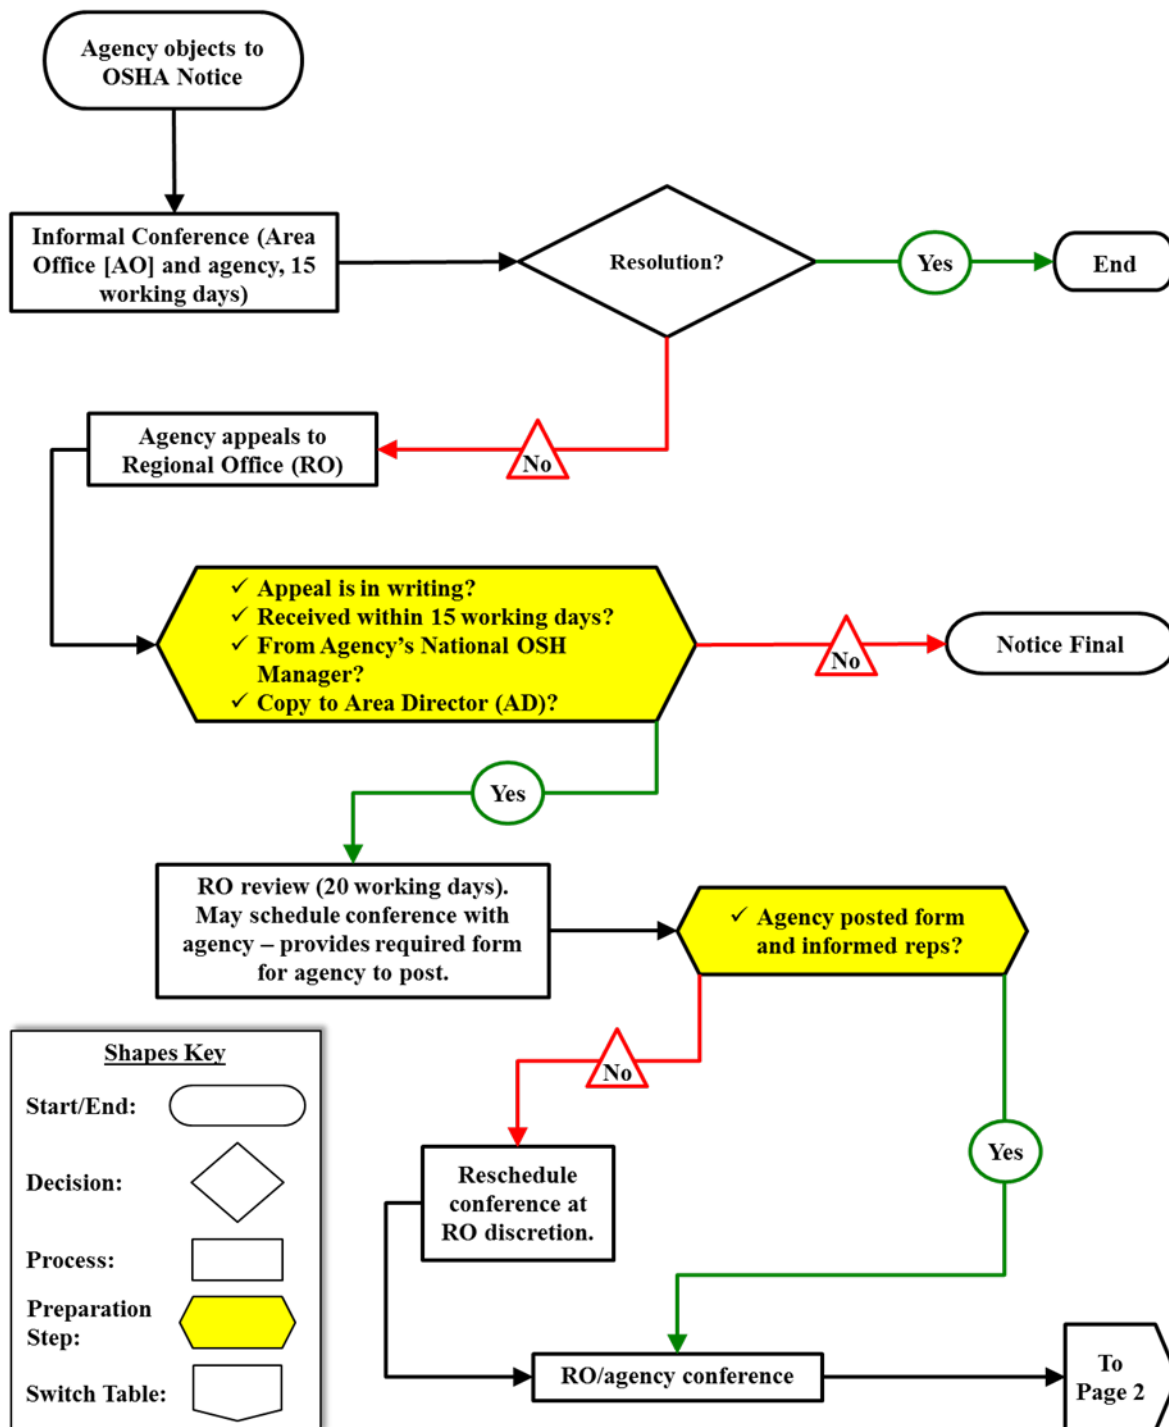 Agency objects to
OSHA Notice
Informal Conference (Area
Office [AO] and agency, 15
working days)
Resolution?
Yes
End
Agency appeals to
Regional Office (RO)
No
✓ Appeal is in writing?
✓ Received within 15 working days?
✓ From Agency's National OSH
Manager?
✓ Copy to Area Director (AD)?
No
Notice Final
Yes
RO review (20 working days).
May schedule conference with
agency – provides required form
for agency to post.
✓ Agency posted form
and informed reps?
No
Yes
Reschedule
conference at
RO discretion.
RO/agency conference
To
Page 2
Shapes Key
Start/End:
Decision:
Process:
Preparation
Step:
Switch Table: